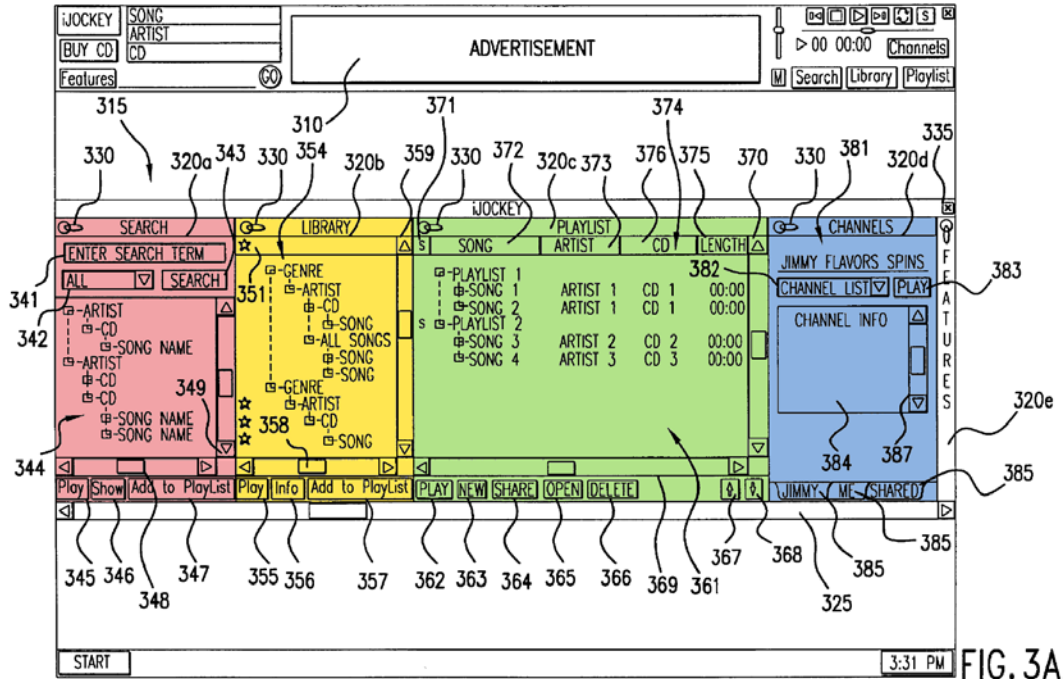 iJOCKEY
SONG
ARTIST
BUY CD
CD
Features
GO
ADVERTISEMENT
S
00 00:00
Channels
M
Search
Library
Playlist
315
310
371
374
330
320a
343
330
354
320b
359
372
330
320c
373
376
375
370
330
381
320d
335
iJOCKEY
SEARCH
LIBRARY
PLAYLIST
CHANNELS
ENTER SEARCH TERM
S
SONG
ARTIST
CD
LENGTH
ALL
SEARCH
341
342
351
-GENRE
-ARTIST
-CD
-SONG
-ALL SONGS
-SONG
-SONG
-GENRE
-ARTIST
-CD
-SONG
-ARTIST
-CD
-SONG NAME
-ARTIST
-CD
-CD
-SONG NAME
-SONG NAME
344
349
358
-PLAYLIST 1
-SONG 1 ARTIST 1 CD 1 00:00
-SONG 2 ARTIST 1 CD 1 00:00
S -PLAYLIST 2
-SONG 3 ARTIST 2 CD 2 00:00
-SONG 4 ARTIST 3 CD 3 00:00
382
JIMMY FLAVORS SPINS
CHANNEL LIST
PLAY
383
CHANNEL INFO
FEATURES
320e
384
387
385
Play
Show
Add to PlayList
Play
Info
Add to PlayList
PLAY
NEW
SHARE
OPEN
DELETE
JIMMY
ME
SHARED
345
346
348
347
355
356
357
362
363
364
365
366
369
361
367
368
325
385
385
START
3:31 PM
FIG. 3A